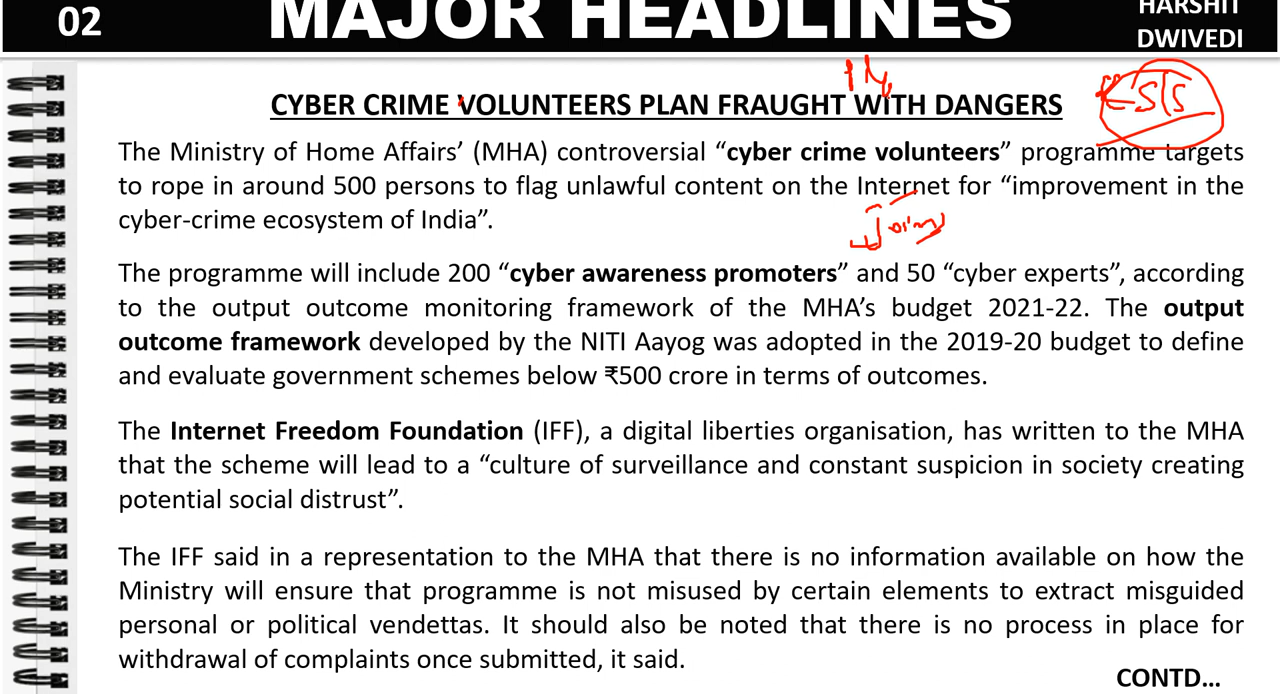 02
MAJOR HEADLINES
HARSHIT
DWIVEDI
CYBER CRIME VOLUNTEERS PLAN FRAUGHT WITH DANGERS
The Ministry of Home Affairs’ (MHA) controversial “cyber crime volunteers” programme targets
to rope in around 500 persons to flag unlawful content on the Internet for “improvement in the
cyber-crime ecosystem of India”.
The programme will include 200 “cyber awareness promoters” and 50 “cyber experts”, according
to the output outcome monitoring framework of the MHA’s budget 2021-22. The output
outcome framework developed by the NITI Aayog was adopted in the 2019-20 budget to define
and evaluate government schemes below ₹500 crore in terms of outcomes.
The Internet Freedom Foundation (IFF), a digital liberties organisation, has written to the MHA
that the scheme will lead to a “culture of surveillance and constant suspicion in society creating
potential social distrust”.
The IFF said in a representation to the MHA that there is no information available on how the
Ministry will ensure that programme is not misused by certain elements to extract misguided
personal or political vendettas. It should also be noted that there is no process in place for
withdrawal of complaints once submitted, it said.
CONTD...